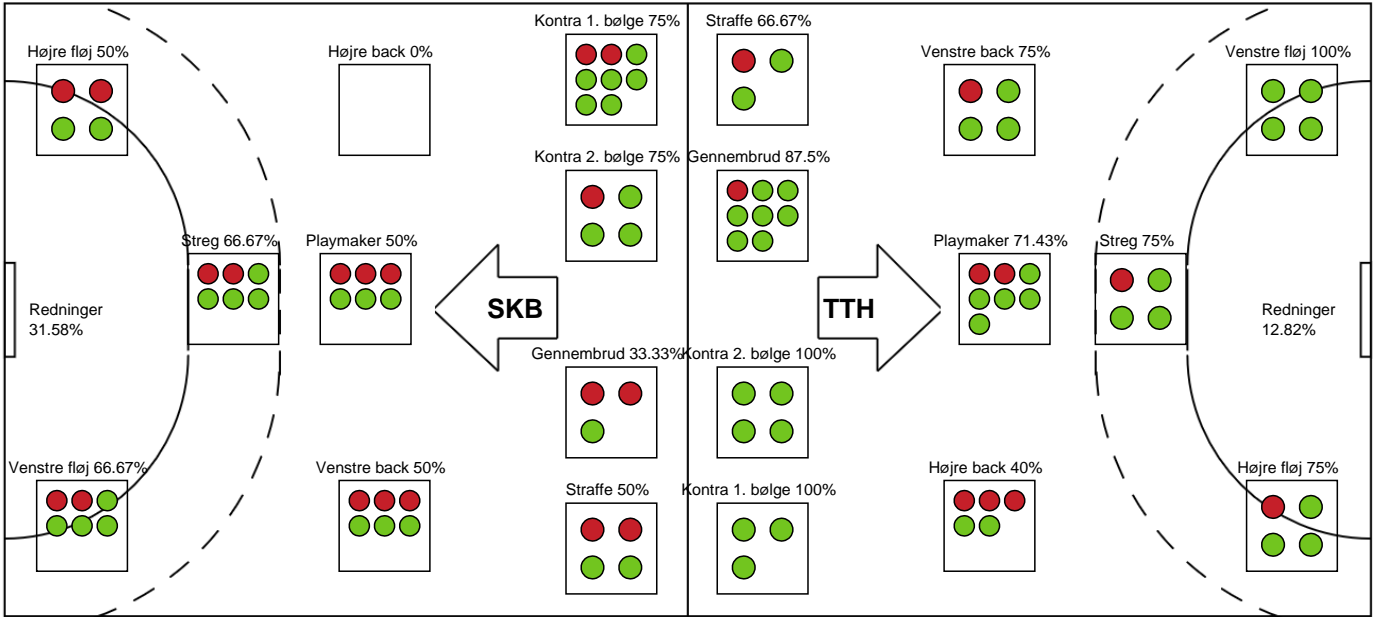 Kontra 1. bølge 75%
Straffe 66.67%
Højre fløj 50%
Højre back 0%
Venstre back 75%
Venstre fløj 100%
Kontra 2. bølge 75%
Gennembrud 87.5%
Streg 66.67%
Playmaker 50%
Playmaker 71.43%
Streg 75%
Redninger
31.58%
SKB
TTH
Redninger
12.82%
Gennembrud 33.33%
Kontra 2. bølge 100%
Venstre fløj 66.67%
Venstre back 50%
Straffe 50%
Kontra 1. bølge 100%
Højre back 40%
Højre fløj 75%